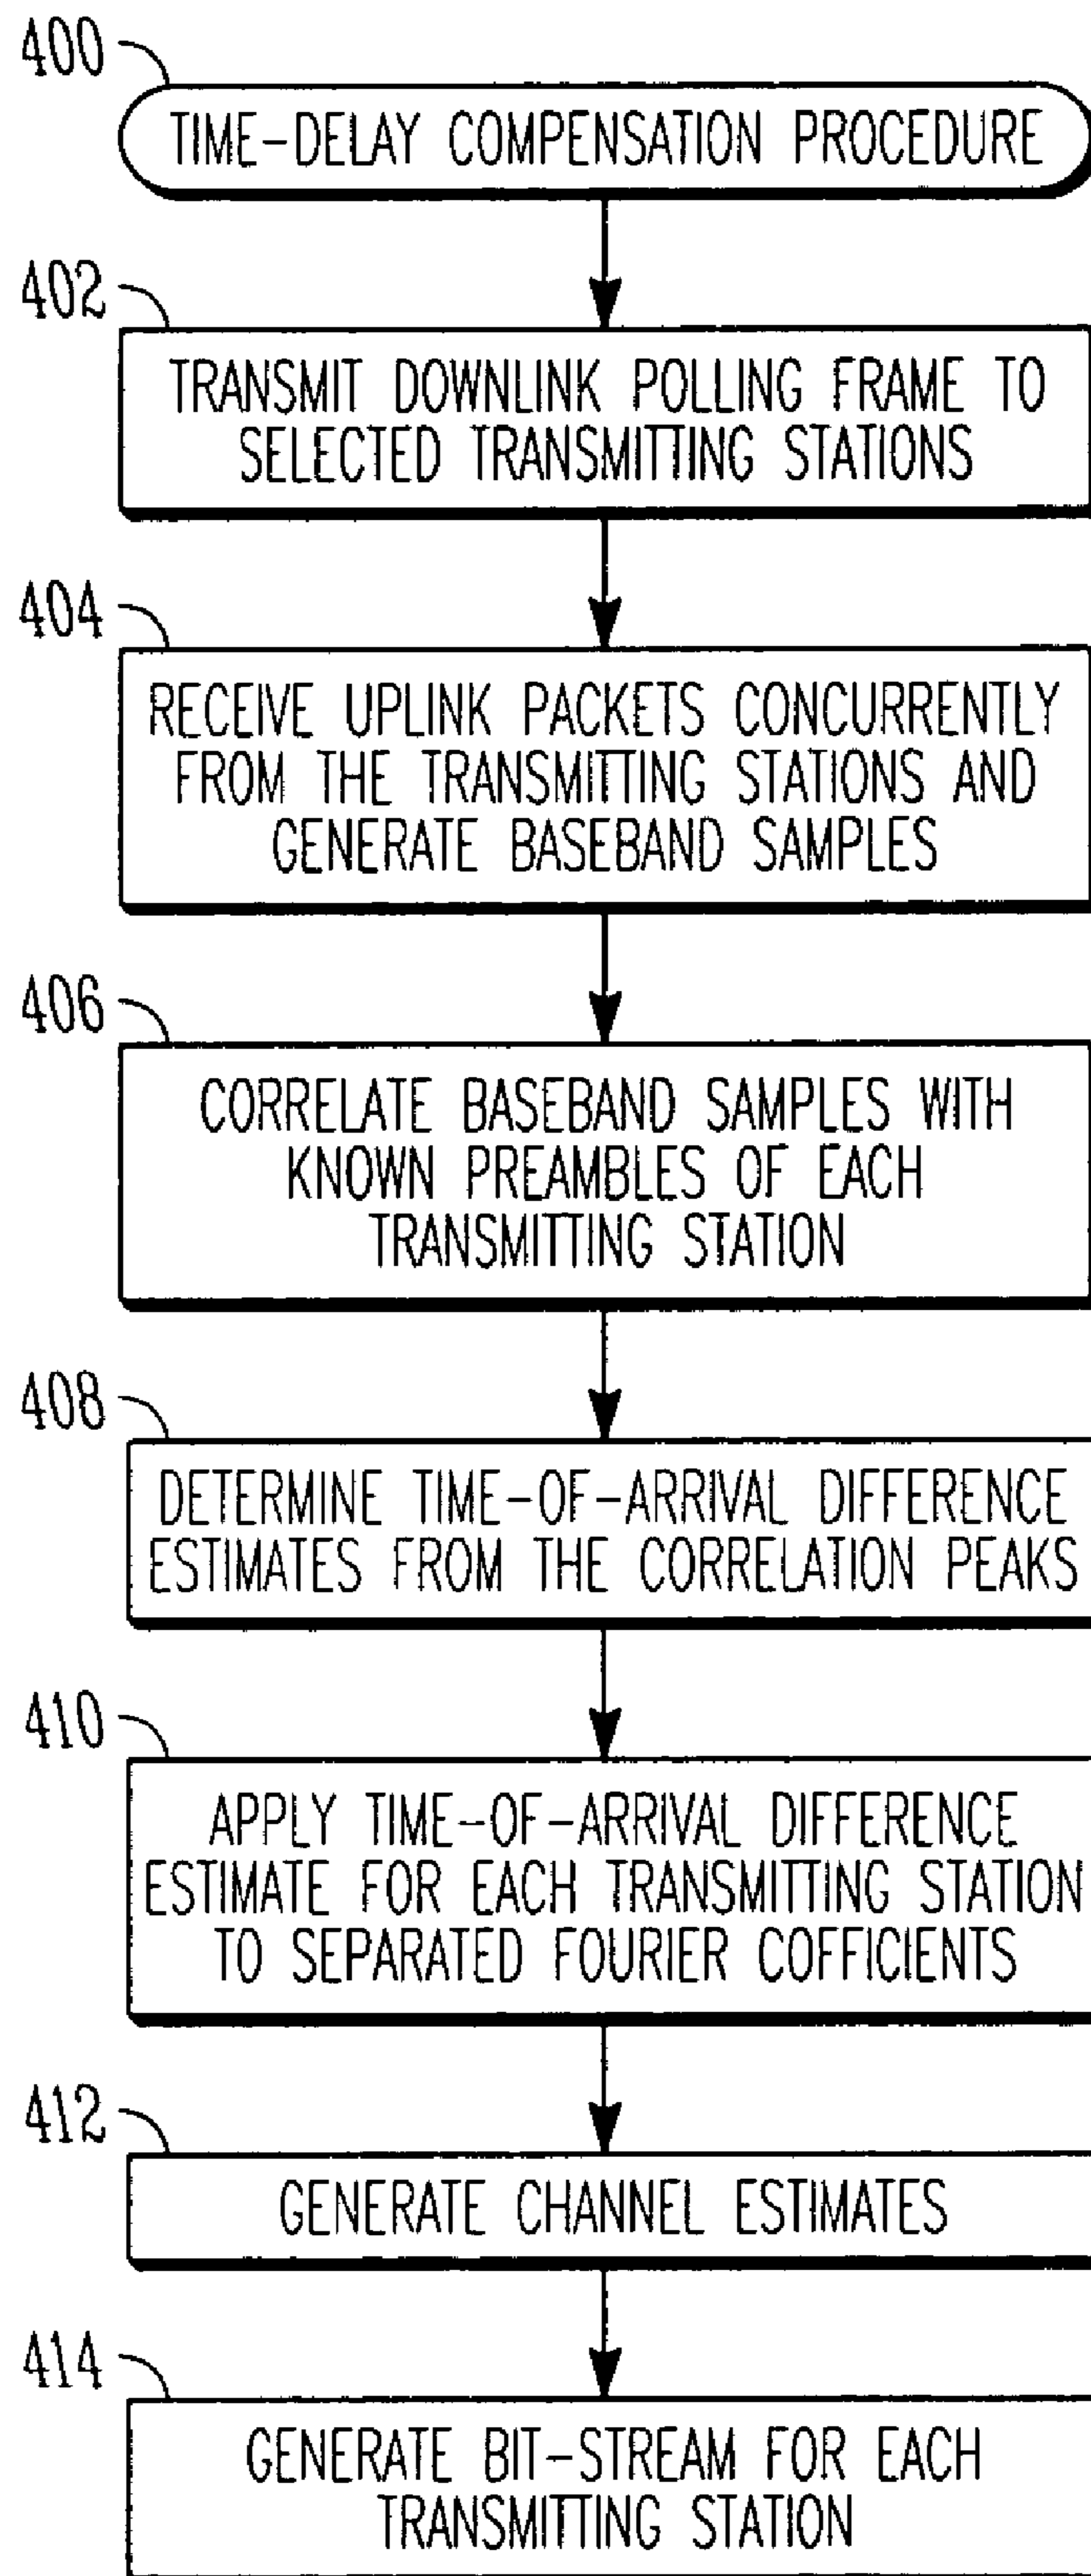 400
TIME-DELAY COMPENSATION PROCEDURE
402
TRANSMIT DOWNLINK POLLING FRAME TO
SELECTED TRANSMITTING STATIONS
404
RECEIVE UPLINK PACKETS CONCURRENTLY
FROM THE TRANSMITTING STATIONS AND
GENERATE BASEBAND SAMPLES
406
CORRELATE BASEBAND SAMPLES WITH
KNOWN PREAMBLES OF EACH
TRANSMITTING STATION
408
DETERMINE TIME-OF-ARRIVAL DIFFERENCE
ESTIMATES FROM THE CORRELATION PEAKS
410
APPLY TIME-OF-ARRIVAL DIFFERENCE
ESTIMATE FOR EACH TRANSMITTING STATION
TO SEPARATED FOURIER COFFICIENTS
412
GENERATE CHANNEL ESTIMATES
414
GENERATE BIT-STREAM FOR EACH
TRANSMITTING STATION